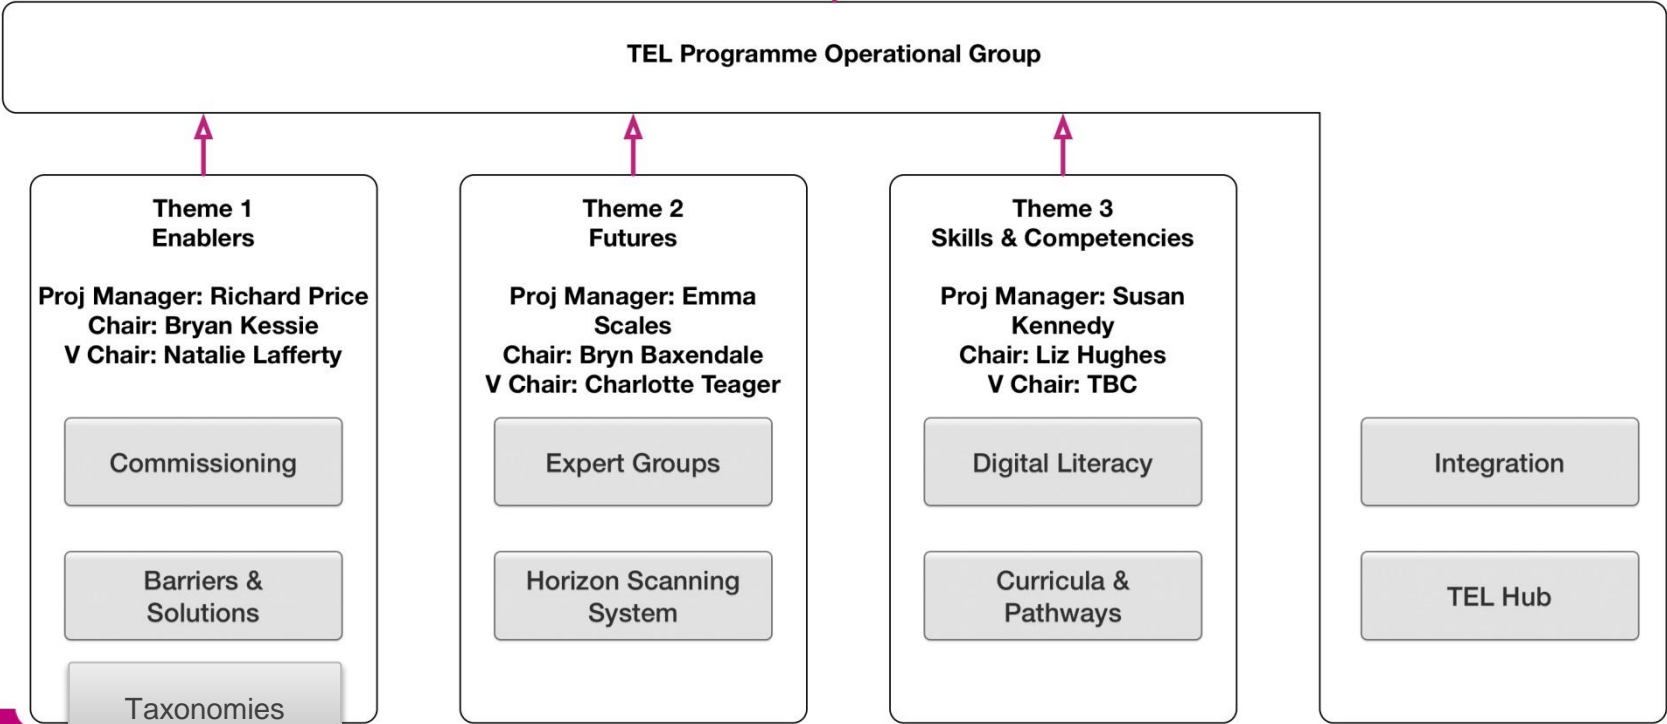 TEL Programme Operational Group
Theme 1
Enablers
Proj Manager: Richard Price
Chair: Bryan Kessie
V Chair: Natalie Lafferty
Commissioning
Barriers &
Solutions
Taxonomies
Theme 2
Futures
Proj Manager: Emma
Scales
Chair: Bryn Baxendale
V Chair: Charlotte Teager
Expert Groups
Horizon Scanning
System
Theme 3
Skills & Competencies
Proj Manager: Susan
Kennedy
Chair: Liz Hughes
V Chair: TBC
Digital Literacy
Curricula &
Pathways
Integration
TEL Hub